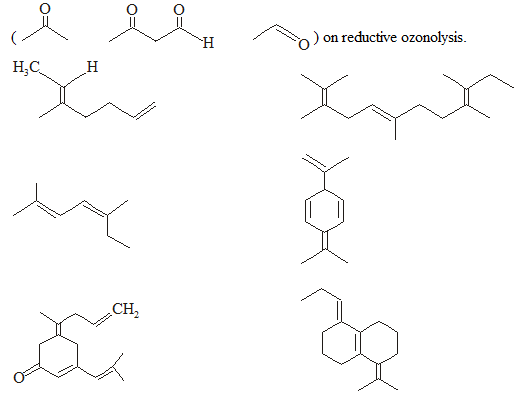 O O O
( H O ) on reductive ozonolysis.
H₃C H
CH₂
O